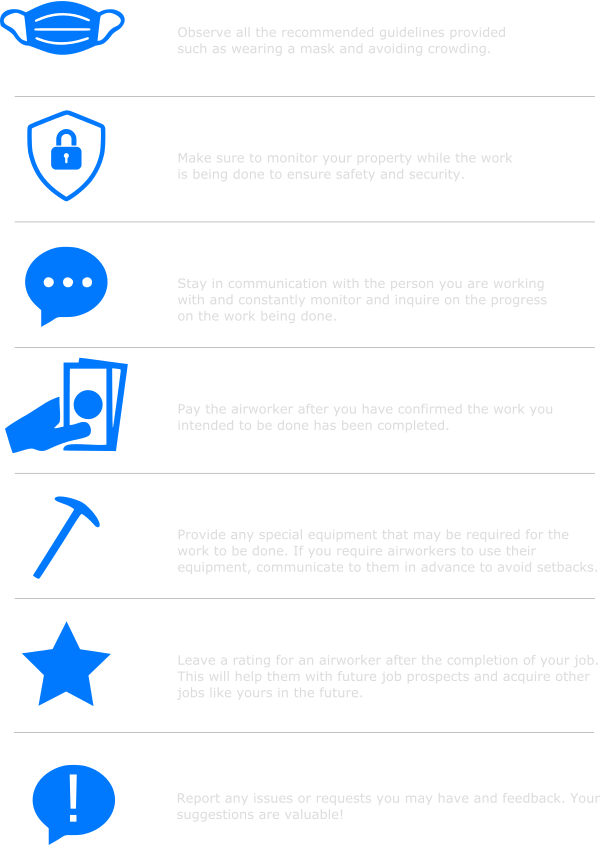 Observe all the recommended guidelines provided
such as wearing a mask and avoiding crowding.
Make sure to monitor your property while the work
is being done to ensure safety and security.
Stay in communication with the person you are working
with and constantly monitor and inquire on the progress
on the work being done.
Pay the airworker after you have confirmed the work you
intended to be done has been completed.
Provide any special equipment that may be required for the
work to be done. If you require airworkers to use their
equipment, communicate to them in advance to avoid setbacks.
Leave a rating for an airworker after the completion of your job.
This will help them with future job prospects and acquire other
jobs like yours in the future.
Report any issues or requests you may have and feedback. Your
suggestions are valuable!